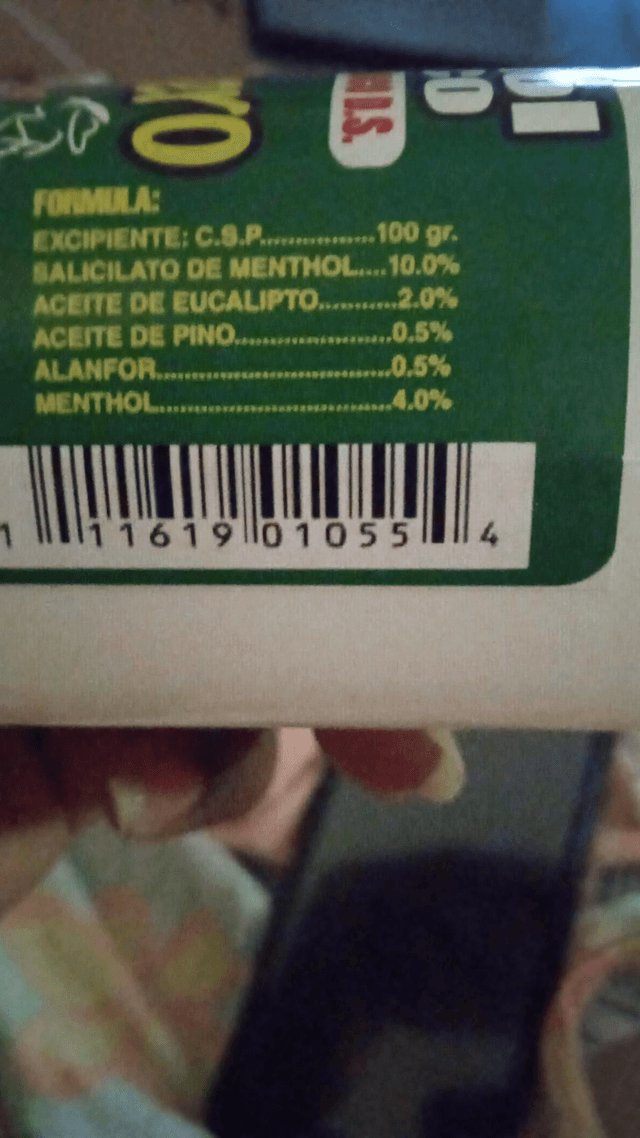 FORMULA:
EXCIPIENTE: C.S.P................100 gr.
SALICILATO DE MENTHOL....10.0%
ACEITE DE EUCALIPTO...........2.0%
ACEITE DE PINO......................0.5%
ALANFOR.................................0.5%
MENTHOL.................................4.0%
1 11619 01055 4